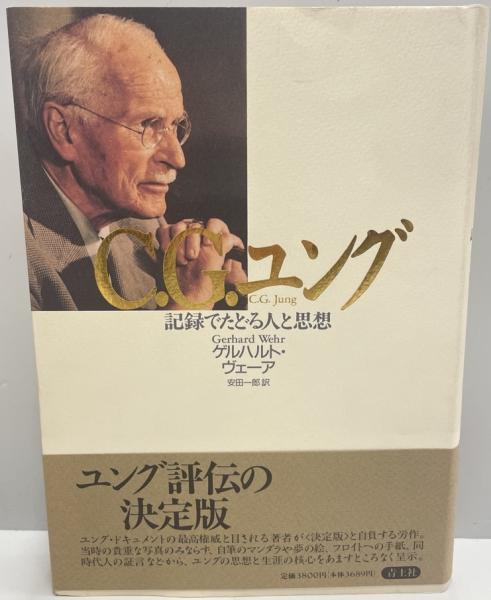 C.G.ユング
C.G. Jung
記録でたどる人と思想
Gerhard Wehr
ゲルハルト・
ヴェーア
安田一郎 訳
ユング評伝の
決定版
ユング・ドキュメントの最高権威と目される著者が〈決定版〉と自負する労作。
当時の貴重な写真のみならず、自筆のマンダラや夢の絵、フロイトへの手紙、同
時代人の証言などから、ユングの思想と生涯の核心をあますところなく呈示。
定価3800円(本体3689円)
青土社